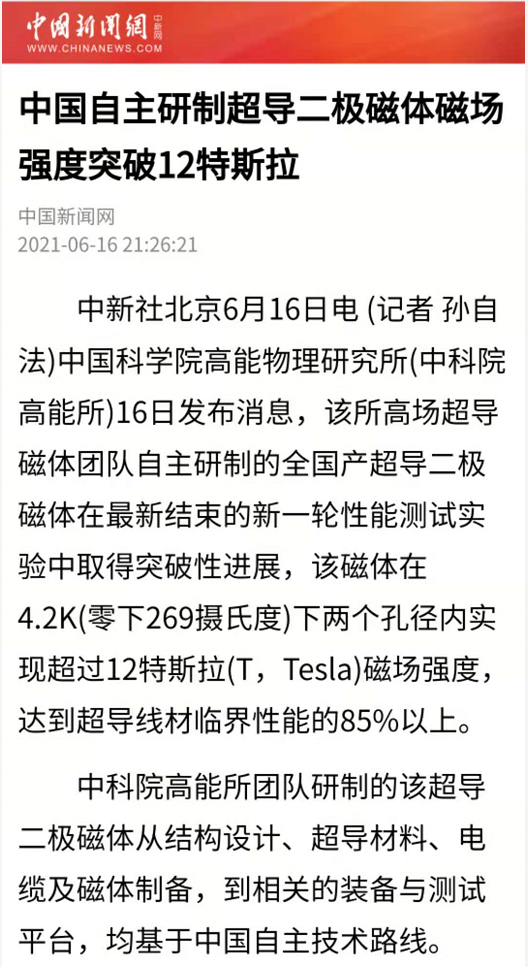 中國新聞網
中新网
WWW.CHINANEWS.COM
中国自主研制超导二极磁体磁场
强度突破12特斯拉
中国新闻网
2021-06-16 21:26:21
中新社北京6月16日电 (记者 孙自
法)中国科学院高能物理研究所(中科院
高能所)16日发布消息，该所高场超导
磁体团队自主研制的全国产超导二极
磁体在最新结束的新一轮性能测试实
验中取得突破性进展，该磁体在
4.2K(零下269摄氏度)下两个孔径内实
现超过12特斯拉(T，Tesla)磁场强度，
达到超导线材临界性能的85%以上。
中科院高能所团队研制的该超导
二极磁体从结构设计、超导材料、电
缆及磁体制备，到相关的装备与测试
平台，均基于中国自主技术路线。